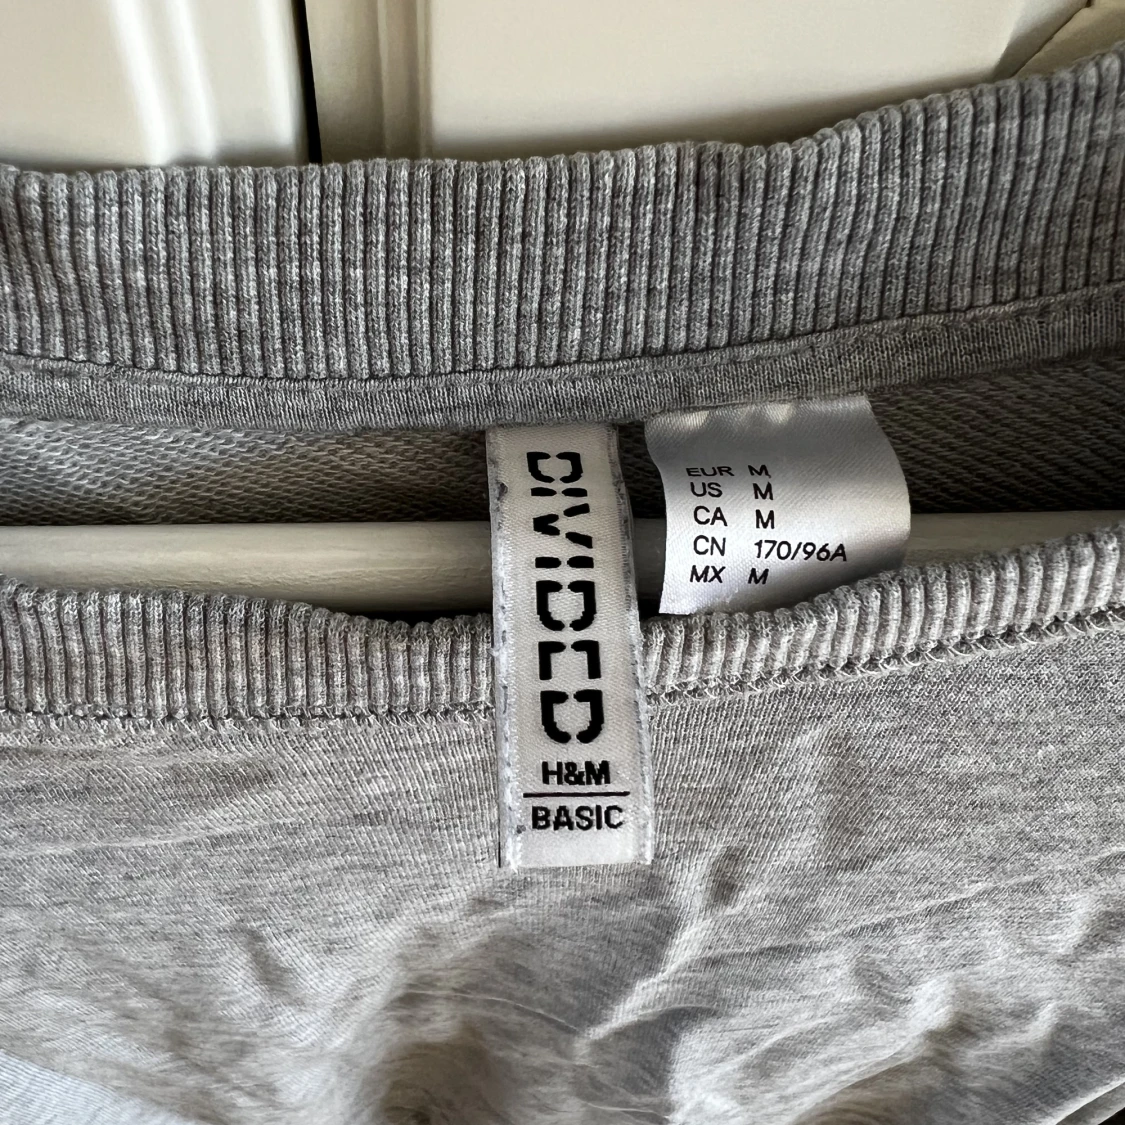 DIVIDED
H&M
BASIC
EUR M
US M
CA M
CN 170/96A
MX M